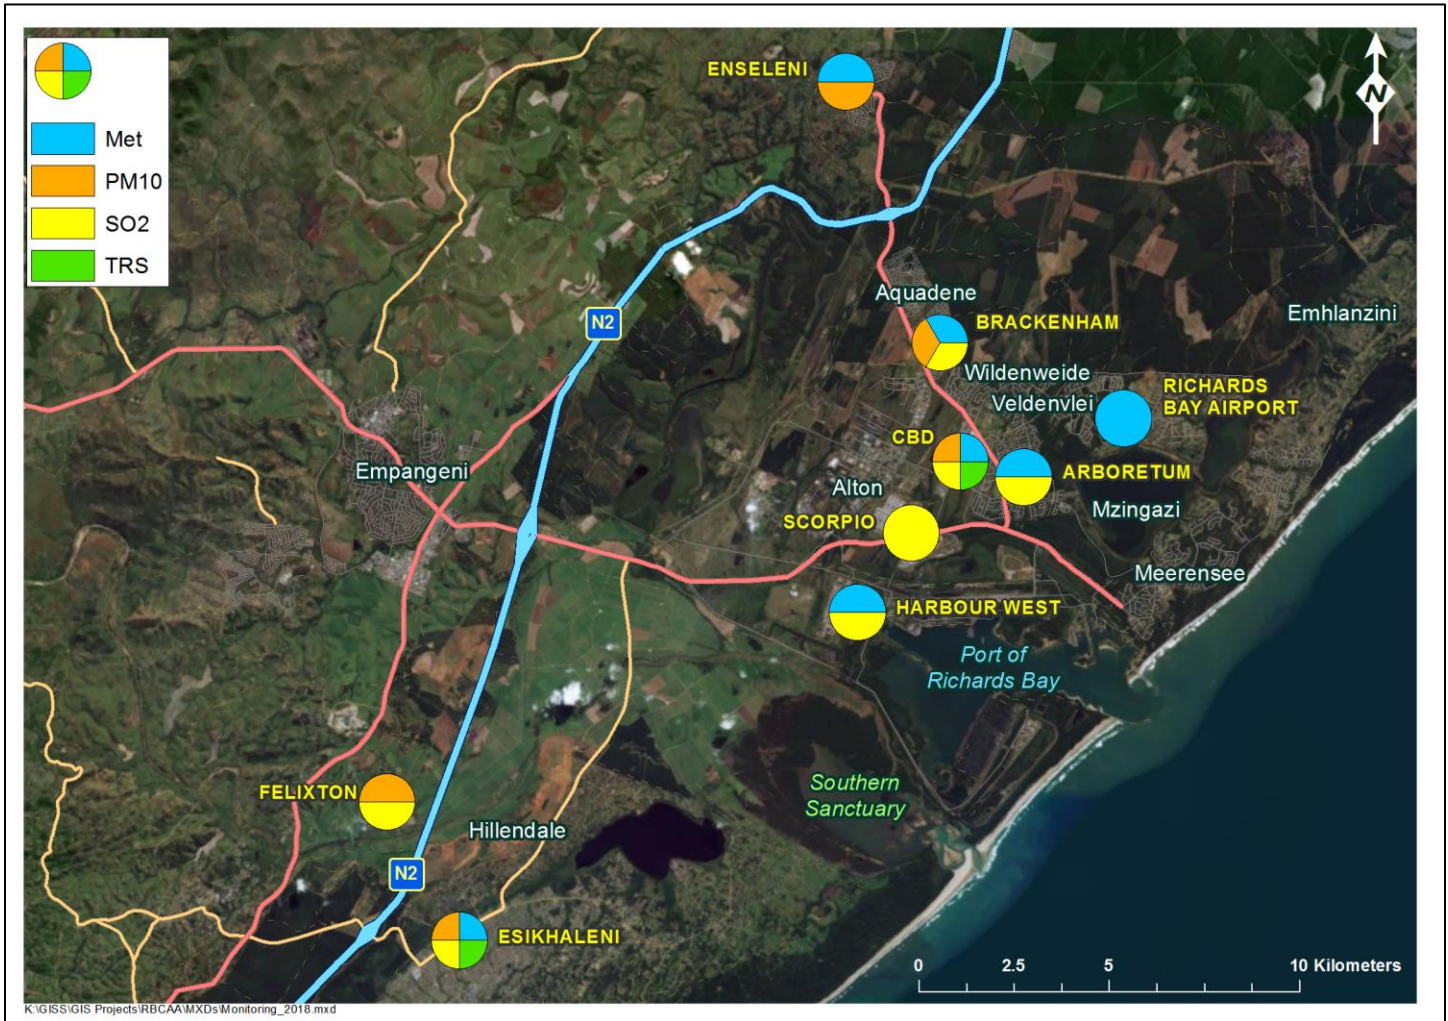 Met
PM10
SO2
TRS
ENSELENI
N
Aquadene
Emhlanzini
N2
BRACKENHAM
Wildenweide
RICHARDS
BAY AIRPORT
Veldenvlei
CBD
Empangeni
ARBORETUM
Alton
Mzingazi
SCORPIO
Meerensee
HARBOUR WEST
Port of
Richards Bay
Southern
Sanctuary
FELIXTON
Hillendale
N2
ESIKHALENI
0 2.5 5 10 Kilometers
K:\GISS\GIS Projects\RBCAA\MXDs\Monitoring_2018.mxd